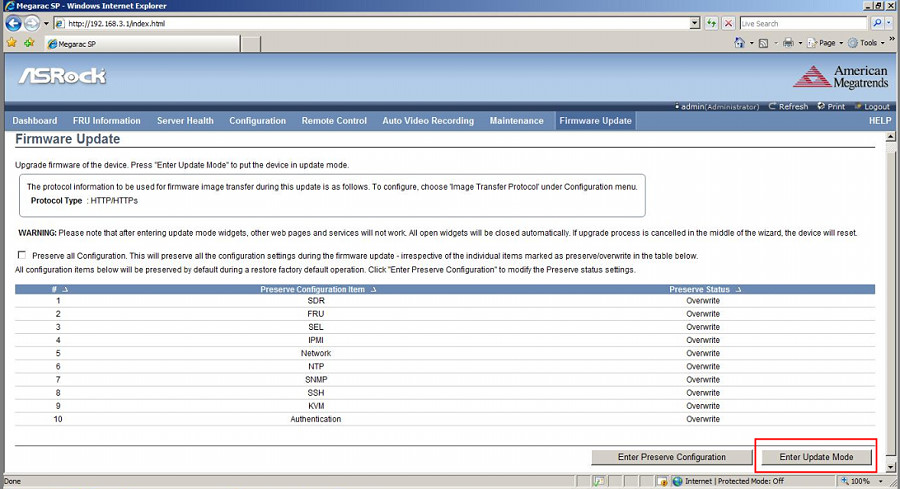 Megarac SP - Windows Internet Explorer
http://192.168.3.1/index.html
Live Search
Megarac SP
Page
Tools
ASRock
American
Megatrends
admin(Administrator) Refresh Print Logout
Dashboard FRU Information Server Health Configuration Remote Control Auto Video Recording Maintenance Firmware Update HELP
Firmware Update
Upgrade firmware of the device. Press "Enter Update Mode" to put the device in update mode.
The protocol information to be used for firmware image transfer during this update is as follows. To configure, choose 'Image Transfer Protocol' under Configuration menu.
Protocol Type : HTTP/HTTPs
WARNING: Please note that after entering update mode widgets, other web pages and services will not work. All open widgets will be closed automatically. If upgrade process is cancelled in the middle of the wizard, the device will reset.
Preserve all Configuration. This will preserve all the configuration settings during the firmware update - irrespective of the individual items marked as preserve/overwrite in the table below.
All configuration items below will be preserved by default during a restore factory default operation. Click "Enter Preserve Configuration" to modify the Preserve status settings.
# Preserve Configuration Item Preserve Status
1 SDR Overwrite
2 FRU Overwrite
3 SEL Overwrite
4 IPMI Overwrite
5 Network Overwrite
6 NTP Overwrite
7 SNMP Overwrite
8 SSH Overwrite
9 KVM Overwrite
10 Authentication Overwrite
Enter Preserve Configuration Enter Update Mode
Done Internet | Protected Mode: Off 100%